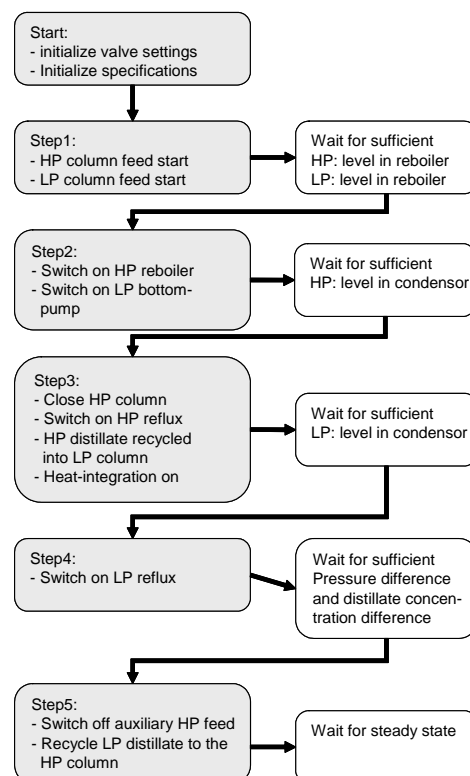 Start:
- initialize valve settings
- Initialize specifications
Step1:
- HP column feed start
- LP column feed start
Wait for sufficient
HP: level in reboiler
LP: level in reboiler
Step2:
- Switch on HP reboiler
- Switch on LP bottom-
pump
Wait for sufficient
HP: level in condensor
Step3:
- Close HP column
- Switch on HP reflux
- HP distillate recycled
into LP column
- Heat-integration on
Wait for sufficient
LP: level in condensor
Step4:
- Switch on LP reflux
Wait for sufficient
Pressure difference
and distillate concen-
tration difference
Step5:
- Switch off auxiliary HP feed
- Recycle LP distillate to the
HP column
Wait for steady state